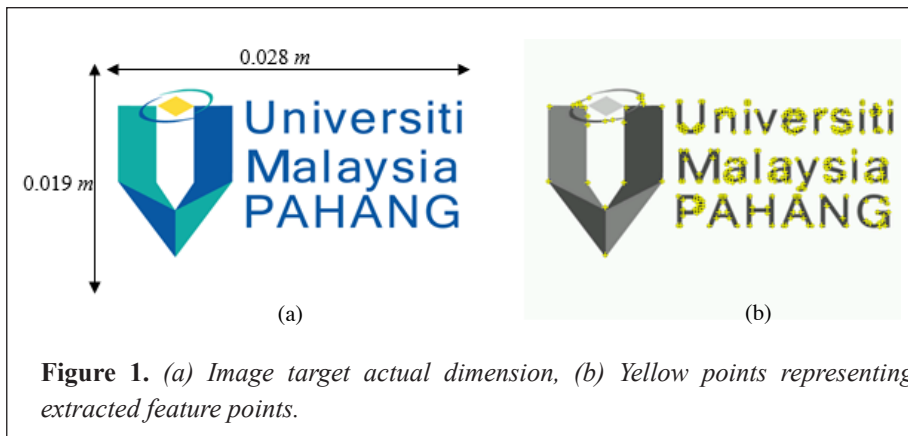 0.028 m
0.019 m
Universiti
Malaysia
PAHANG
(a)
Universiti
Malaysia
PAHANG
(b)
Figure 1. (a) Image target actual dimension, (b) Yellow points representing
extracted feature points.